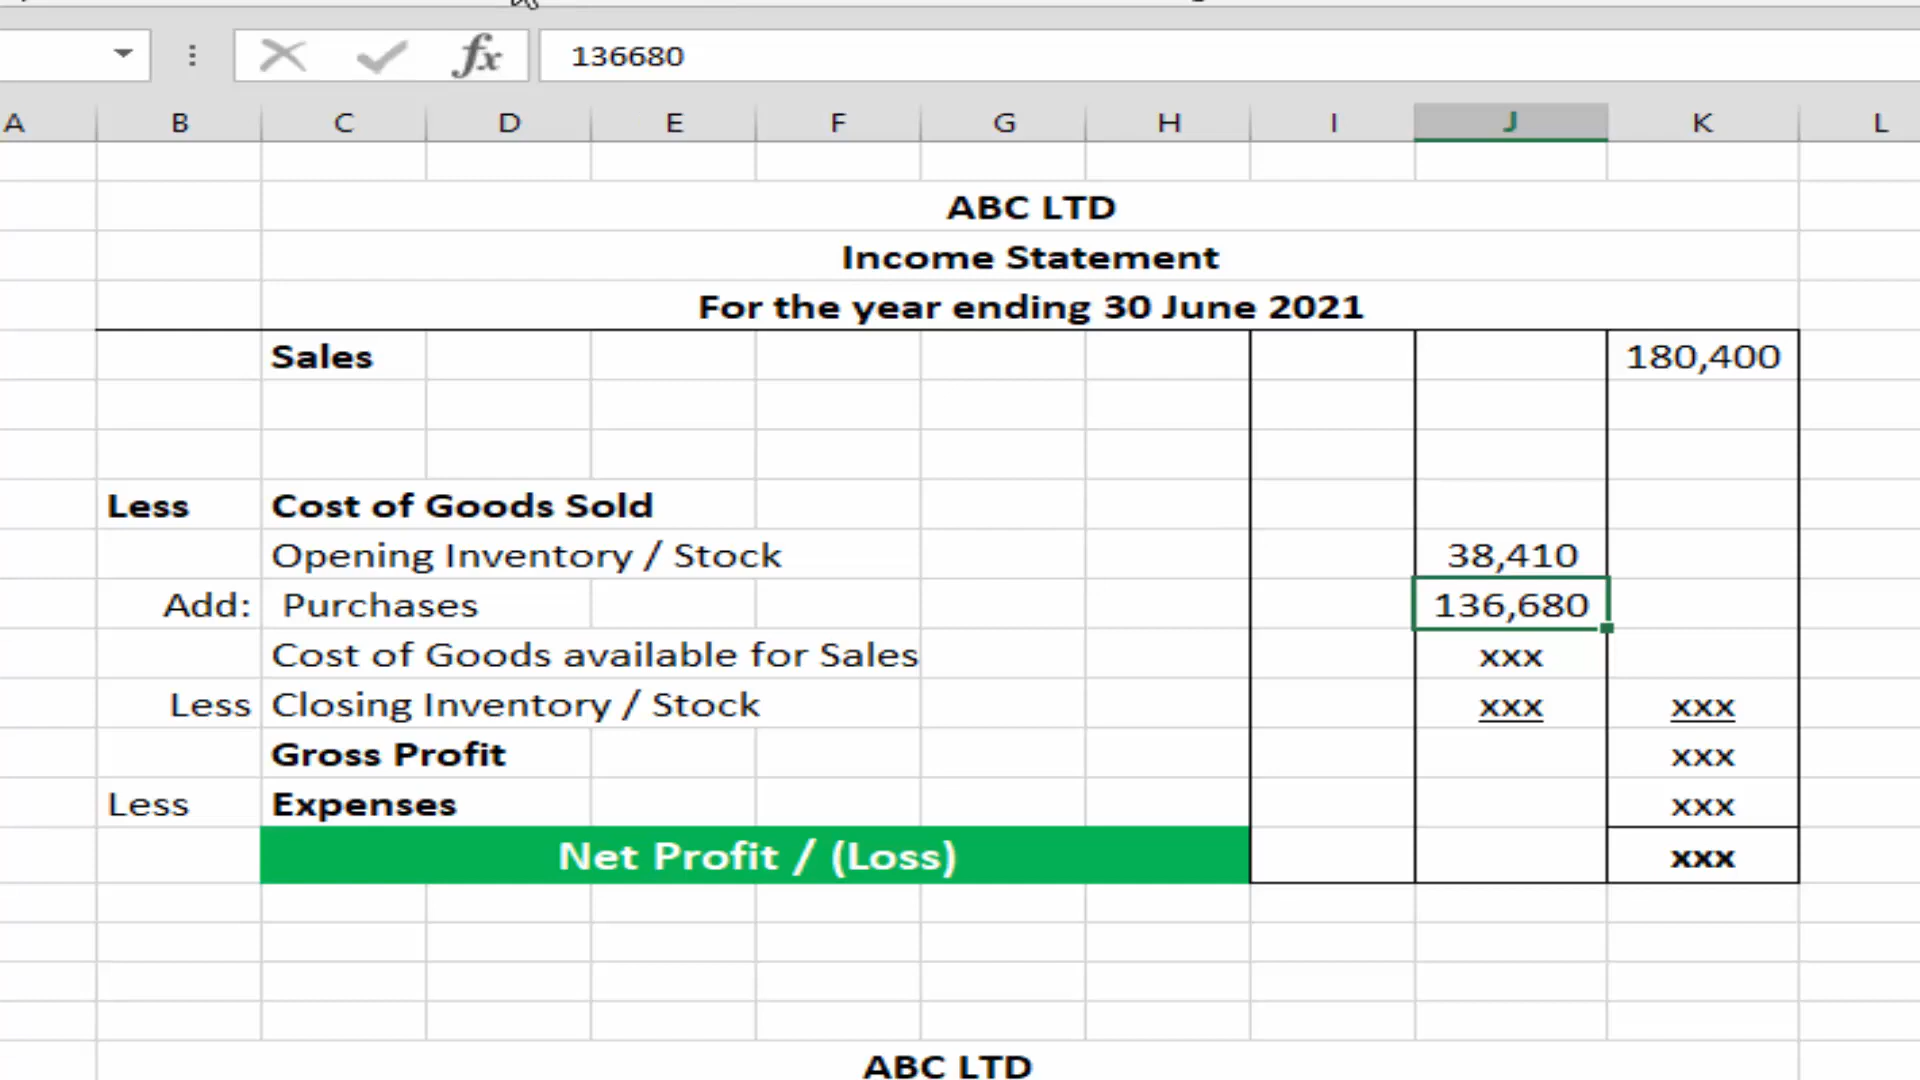 fx 136680
A B C D E F G H I J K L
ABC LTD
Income Statement
For the year ending 30 June 2021
Sales 180,400
Less Cost of Goods Sold
Opening Inventory / Stock 38,410
Add: Purchases 136,680
Cost of Goods available for Sales xxx
Less Closing Inventory / Stock xxx xxx
Gross Profit xxx
Less Expenses xxx
Net Profit / (Loss) xxx
ABC LTD